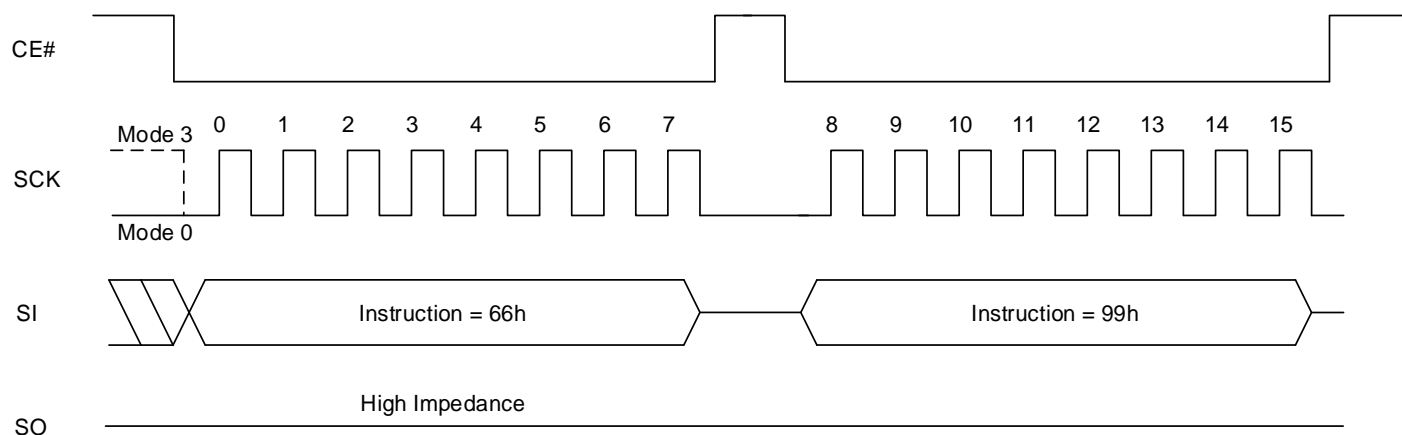 CE#
Mode 3
0 1 2 3 4 5 6 7 8 9 10 11 12 13 14 15
SCK
Mode 0
SI
Instruction = 66h
Instruction = 99h
High Impedance
SO